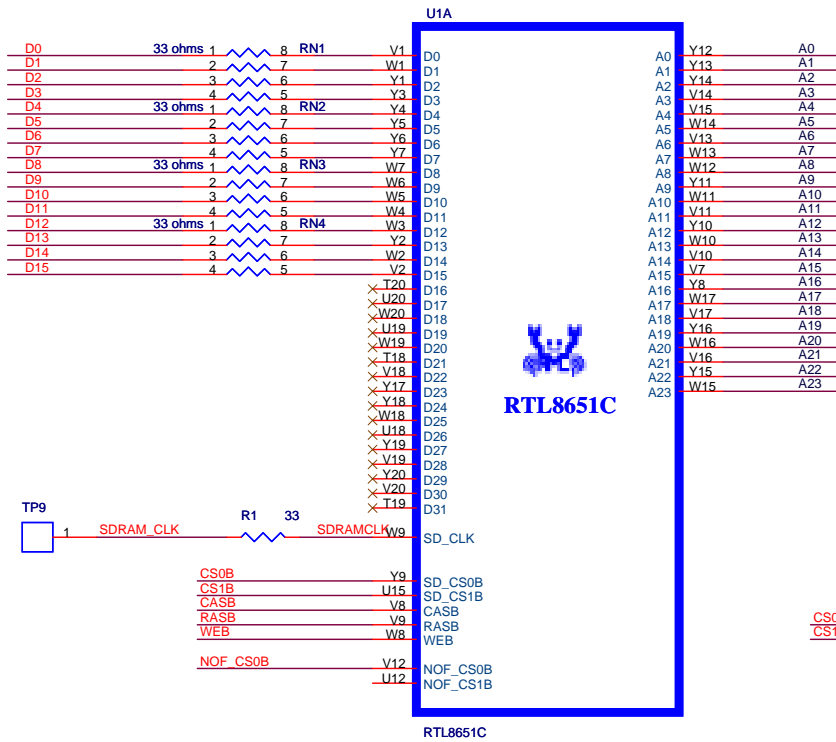 U1A
D0 33 ohms 1 8 RN1 V1 D0 A0 Y12 A0
D1 2 7 W1 D1 A1 Y13 A1
D2 3 6 Y1 D2 A2 Y14 A2
D3 4 5 Y3 D3 A3 V14 A3
D4 33 ohms 1 8 RN2 Y4 D4 A4 V15 A4
D5 2 7 Y5 D5 A5 W14 A5
D6 3 6 Y6 D6 A6 V13 A6
D7 4 5 Y7 D7 A7 W13 A7
D8 33 ohms 1 8 RN3 W7 D8 A8 W12 A8
D9 2 7 W6 D9 A9 Y11 A9
D10 3 6 W5 D10 A10 W11 A10
D11 4 5 W4 D11 A11 V11 A11
D12 33 ohms 1 8 RN4 W3 D12 A12 Y10 A12
D13 2 7 Y2 D13 A13 W10 A13
D14 3 6 W2 D14 A14 V10 A14
D15 4 5 V2 D15 A15 V7 A15
T20 D16 A16 Y8 A16
U20 D17 A17 W17 A17
W20 D18 A18 V17 A18
U19 D19 A19 Y16 A19
W19 D20 A20 W16 A20
T18 D21 A21 V16 A21
V18 D22 A22 Y15 A22
Y17 D23 A23 W15 A23
Y18 D24
RTL8651C
W18 D25
U18 D26
Y19 D27
V19 D28
Y20 D29
V20 D30
T19 D31
TP9
R1 33
1 SDRAM_CLK SDRAMCLK W9 SD_CLK
CS0B Y9 SD_CS0B
CS1B U15 SD_CS1B
CASB V8 CASB
RASB V9 RASB CS0
WEB W8 WEB CS1
NOF_CS0B V12 NOF_CS0B
U12 NOF_CS1B
RTL8651C